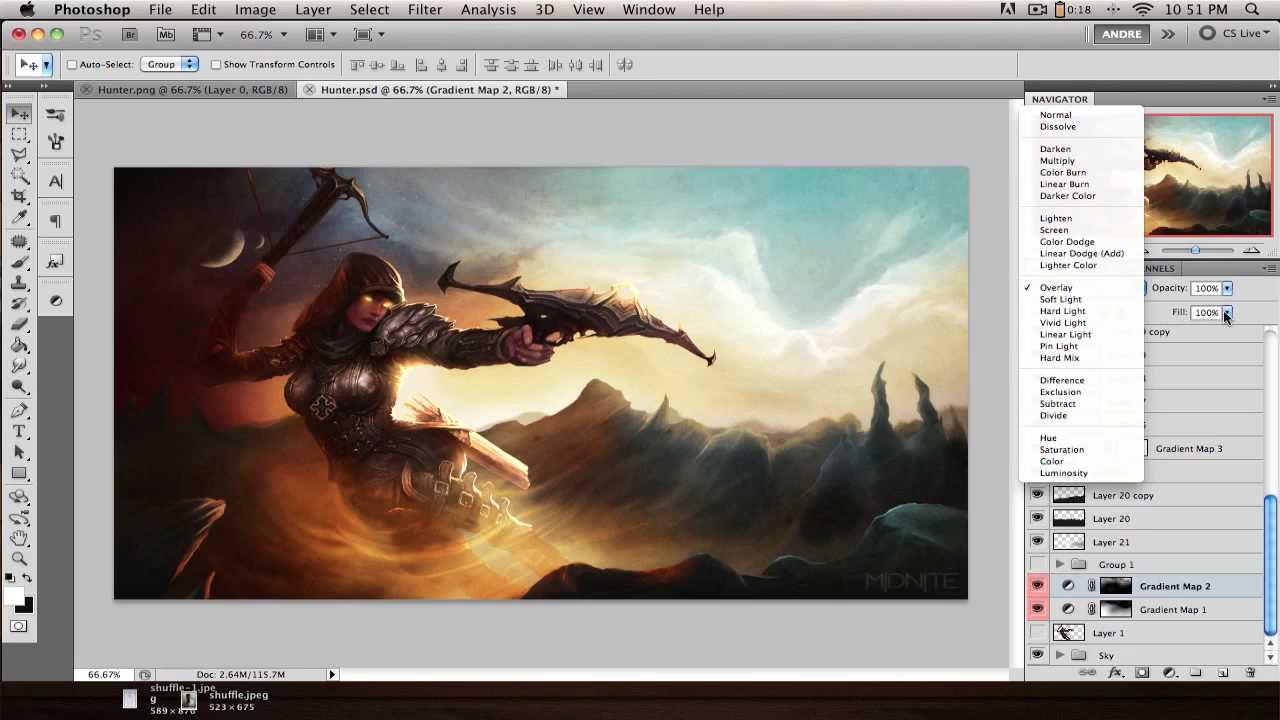 Photoshop File Edit Image Layer Select Filter Analysis 3D View Window Help 0:18 10:51 PM
Ps Br Mb 66.7% ANDRE CS Live
Auto-Select: Group Show Transform Controls
Hunter.png @ 66.7% (Layer 0, RGB/8) Hunter.psd @ 66.7% (Gradient Map 2, RGB/8) *
NAVIGATOR
Normal
Dissolve
Darken
Multiply
Color Burn
Linear Burn
Darker Color
Lighten
Screen
Color Dodge
Linear Dodge (Add)
Lighter Color
Overlay
Soft Light
Hard Light
Vivid Light
Linear Light
Pin Light
Hard Mix
Difference
Exclusion
Subtract
Divide
Hue
Saturation
Color
Luminosity
Opacity: 100%
Fill: 100%
copy
Gradient Map 3
Layer 20 copy
Layer 20
Layer 21
Group 1
Gradient Map 2
Gradient Map 1
Layer 1
Sky
MIDNITE
66.67% Doc: 2.64M/115.7M
shuffle-1.jpe
g
shuffle.jpeg
523×675